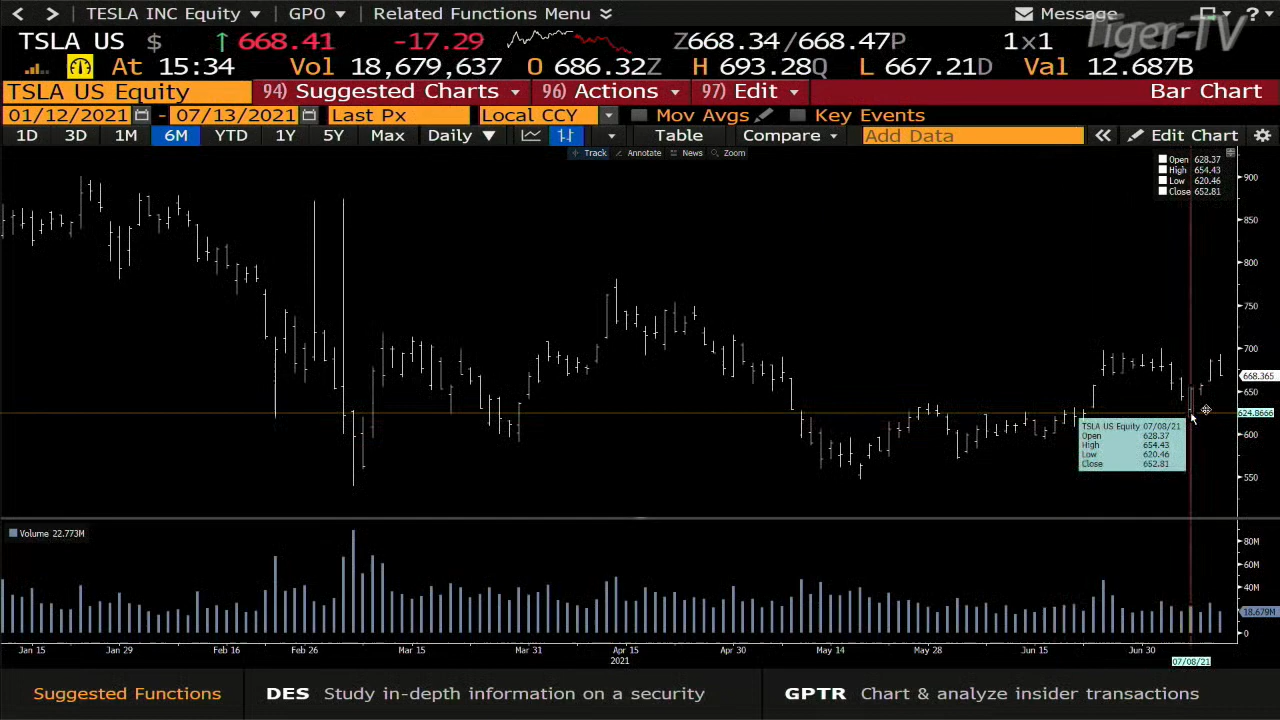 < > TESLA INC Equity GPO Related Functions Menu Message ?
Tiger-TV
TSLA US $ ↑ 668.41 -17.29 Z668.34/668.47P 1x1
At 15:34 Vol 18,679,637 O 686.32Z H 693.28Q L 667.21D Val 12.687B
TSLA US Equity 94) Suggested Charts 96) Actions 97) Edit Bar Chart
01/12/2021 - 07/13/2021 Last Px Local CCY Mov Avgs Key Events
1D 3D 1M 6M YTD 1Y 5Y Max Daily ▼ Table Compare Add Data « Edit Chart
Track Annotate News Zoom
Open 628.37
High 654.43
Low 620.46
Close 652.81
900
850
800
750
700
668.365
650
624.8666
600
550
TSLA US Equity 07/08/21
Open 628.37
High 654.43
Low 620.46
Close 652.81
Volume 22.773M
80M
60M
40M
18.679M
0
Jan 15 Jan 29 Feb 16 Feb 26 Mar 15 Mar 31 Apr 15 Apr 30 May 14 May 28 Jun 15 Jun 30
2021
07/08/21
Suggested Functions DES Study in-depth information on a security GPTR Chart & analyze insider transactions